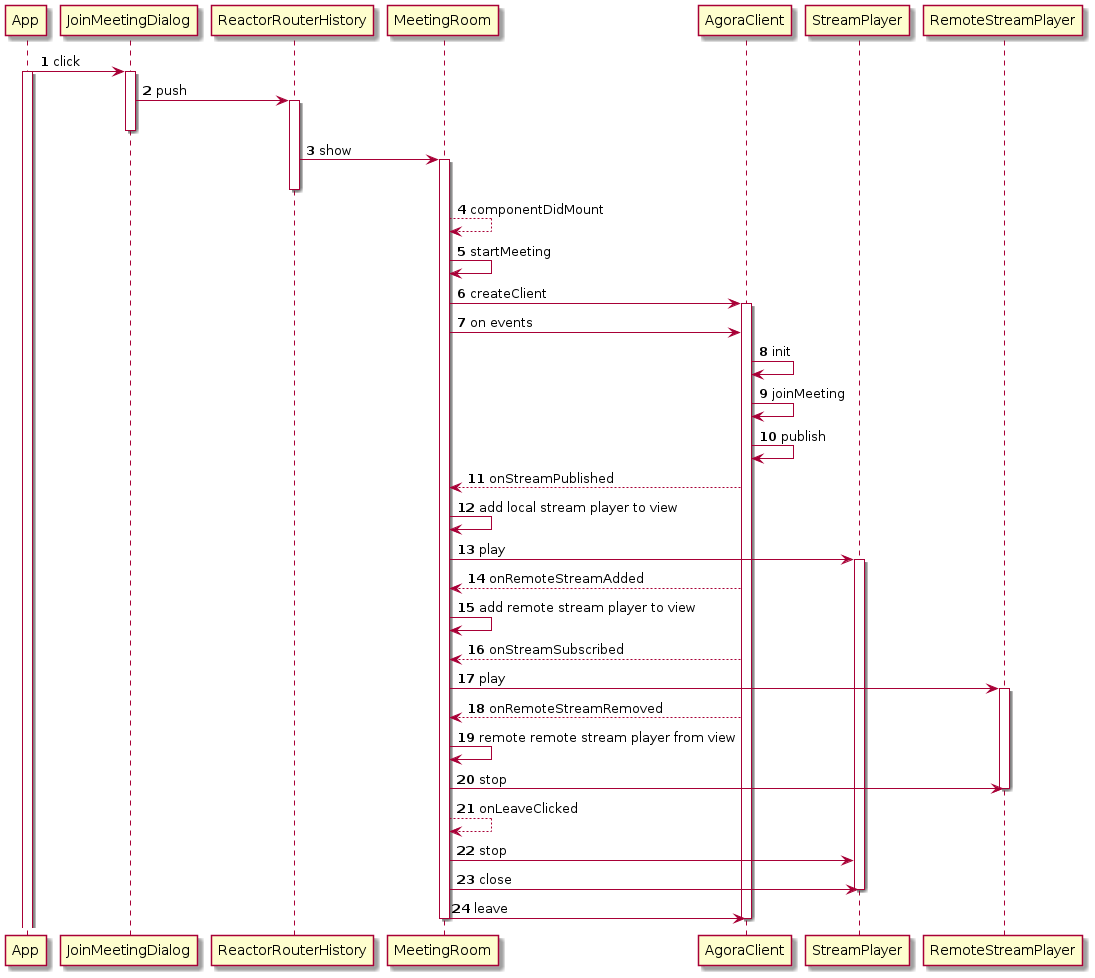 App JoinMeetingDialog ReactorRouterHistory MeetingRoom AgoraClient StreamPlayer RemoteStreamPlayer
1 click
2 push
3 show
4 componentDidMount
5 startMeeting
6 createClient
7 on events
8 init
9 joinMeeting
10 publish
11 onStreamPublished
12 add local stream player to view
13 play
14 onRemoteStreamAdded
15 add remote stream player to view
16 onStreamSubscribed
17 play
18 onRemoteStreamRemoved
19 remote remote stream player from view
20 stop
21 onLeaveClicked
22 stop
23 close
24 leave
App JoinMeetingDialog ReactorRouterHistory MeetingRoom AgoraClient StreamPlayer RemoteStreamPlayer